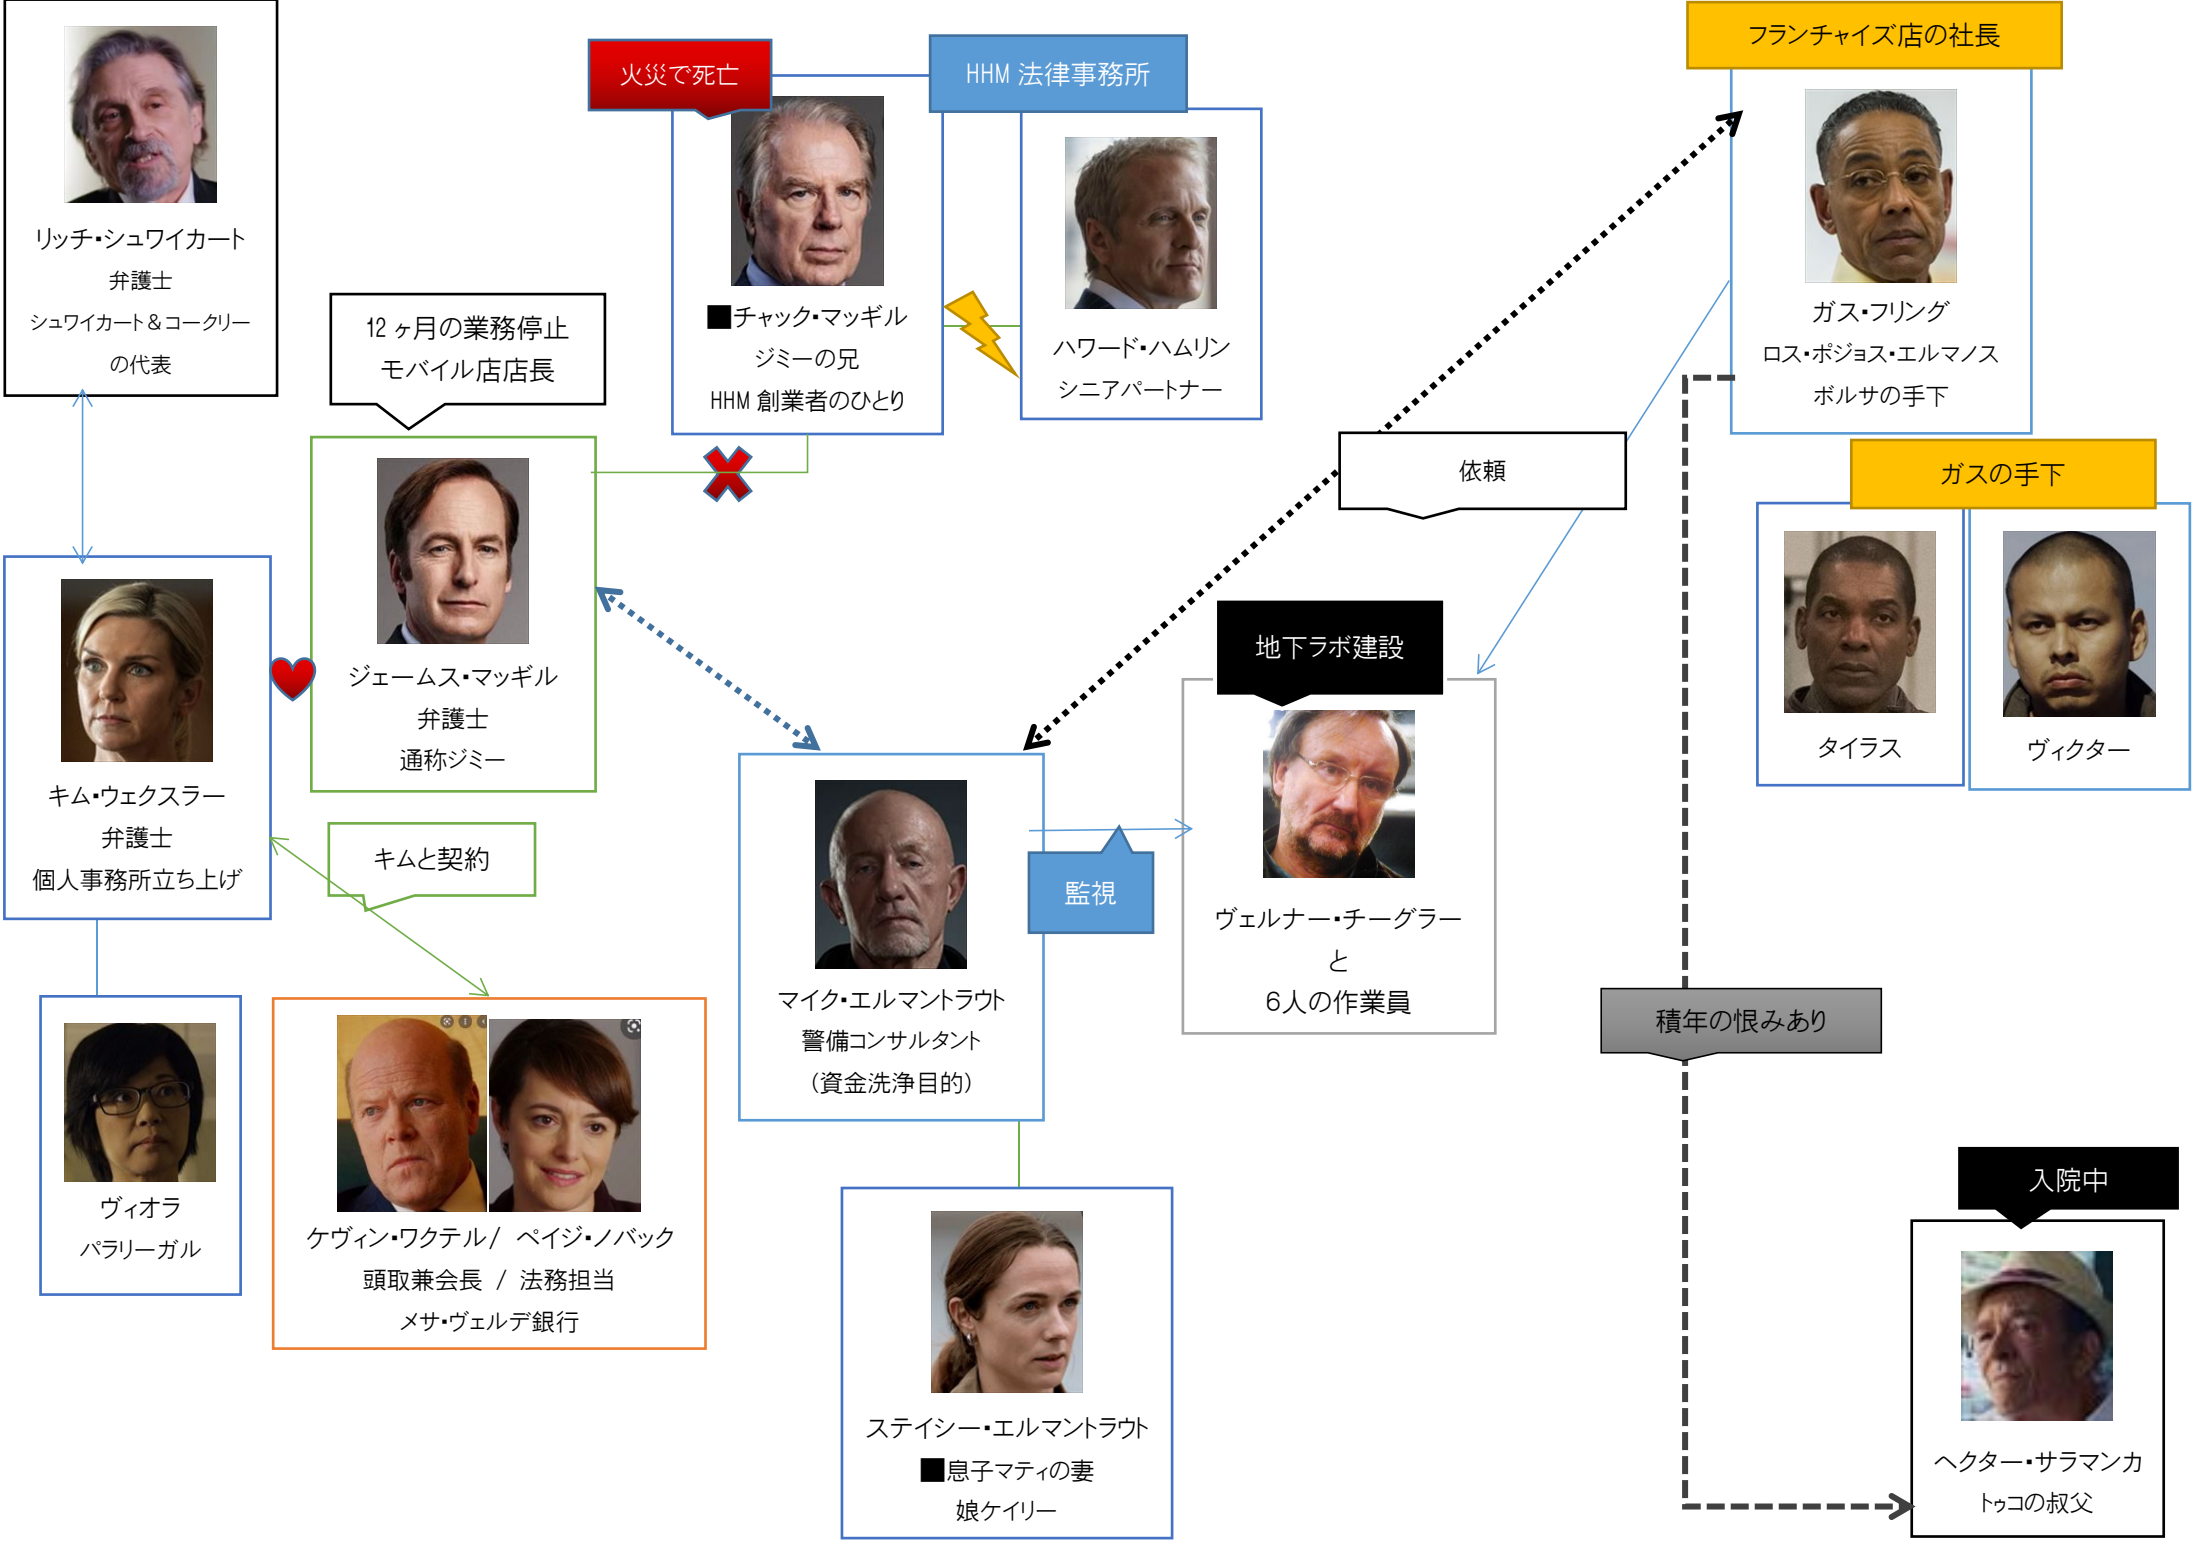 リッチ・シュワイカート
弁護士
シュワイカート＆コークリー
の代表
12ヶ月の業務停止
モバイル店店長
火災で死亡
HHM 法律事務所
■チャック・マッギル
ジミーの兄
HHM 創業者のひとり
ハワード・ハムリン
シニアパートナー
フランチャイズ店の社長
ガス・フリング
ロス・ポジョス・エルマノス
ボルサの手下
依頼
ガスの手下
タイラス
ヴィクター
ジェームス・マッギル
弁護士
通称ジミー
キム・ウェクスラー
弁護士
個人事務所立ち上げ
キムと契約
地下ラボ建設
監視
ヴェルナー・チーグラー
と
6人の作業員
マイク・エルマントラウト
警備コンサルタント
(資金洗浄目的)
積年の恨みあり
ヴィオラ
パラリーガル
ケヴィン・ワクテル/ ペイジ・ノバック
頭取兼会長 / 法務担当
メサ・ヴェルデ銀行
ステイシー・エルマントラウト
■息子マティの妻
娘ケイリー
入院中
ヘクター・サラマンカ
トゥコの叔父